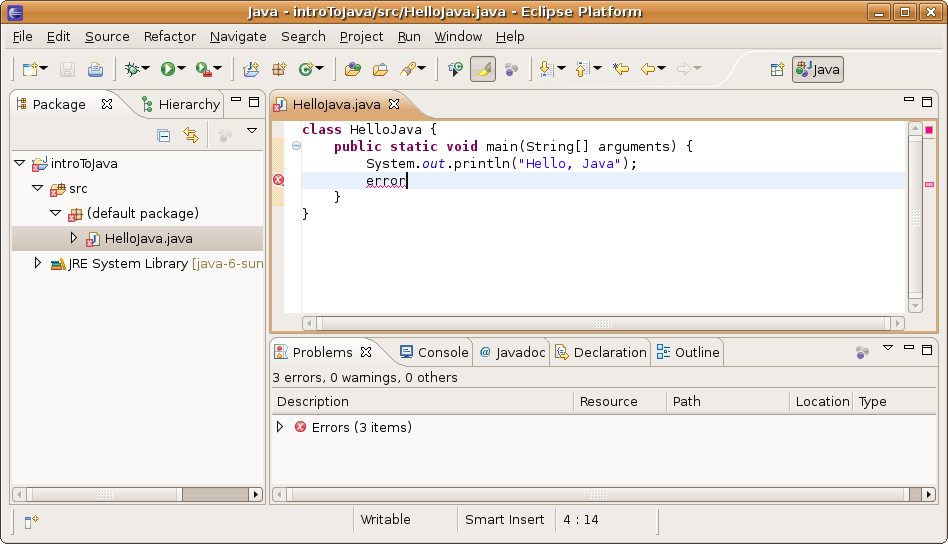 Java - introToJava/src/HelloJava.java - Eclipse Platform
File Edit Source Refactor Navigate Search Project Run Window Help
Java
Package Hierarchy
introToJava
src
(default package)
HelloJava.java
JRE System Library [java-6-sun
HelloJava.java
class HelloJava {
public static void main(String[] arguments) {
System.out.println("Hello, Java");
error
}
}
Problems Console @ Javadoc Declaration Outline
3 errors, 0 warnings, 0 others
Description Resource Path Location Type
Errors (3 items)
Writable Smart Insert 4 : 14